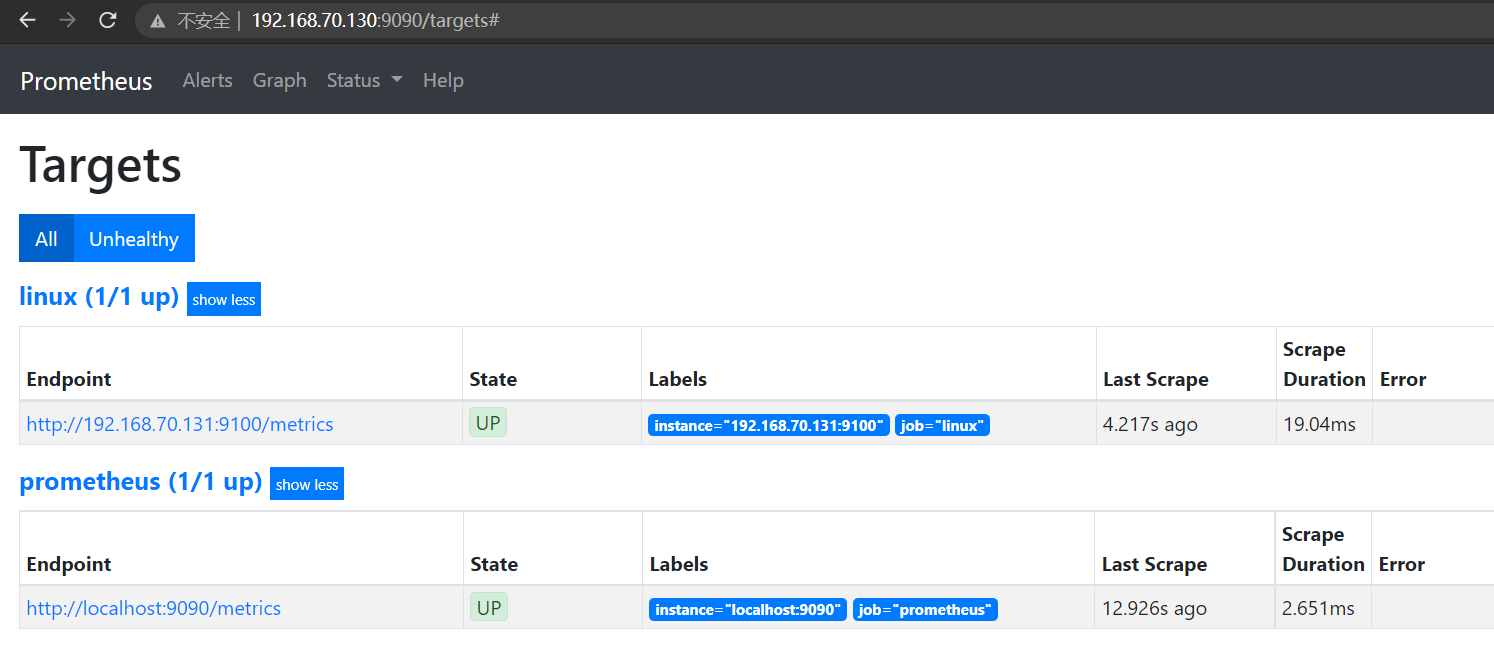 不安全 | 192.168.70.130:9090/targets#
Prometheus Alerts Graph Status Help
Targets
All Unhealthy
linux (1/1 up) show less
Endpoint State Labels Last Scrape Scrape Duration Error
http://192.168.70.131:9100/metrics UP instance="192.168.70.131:9100" job="linux" 4.217s ago 19.04ms
prometheus (1/1 up) show less
Endpoint State Labels Last Scrape Scrape Duration Error
http://localhost:9090/metrics UP instance="localhost:9090" job="prometheus" 12.926s ago 2.651ms